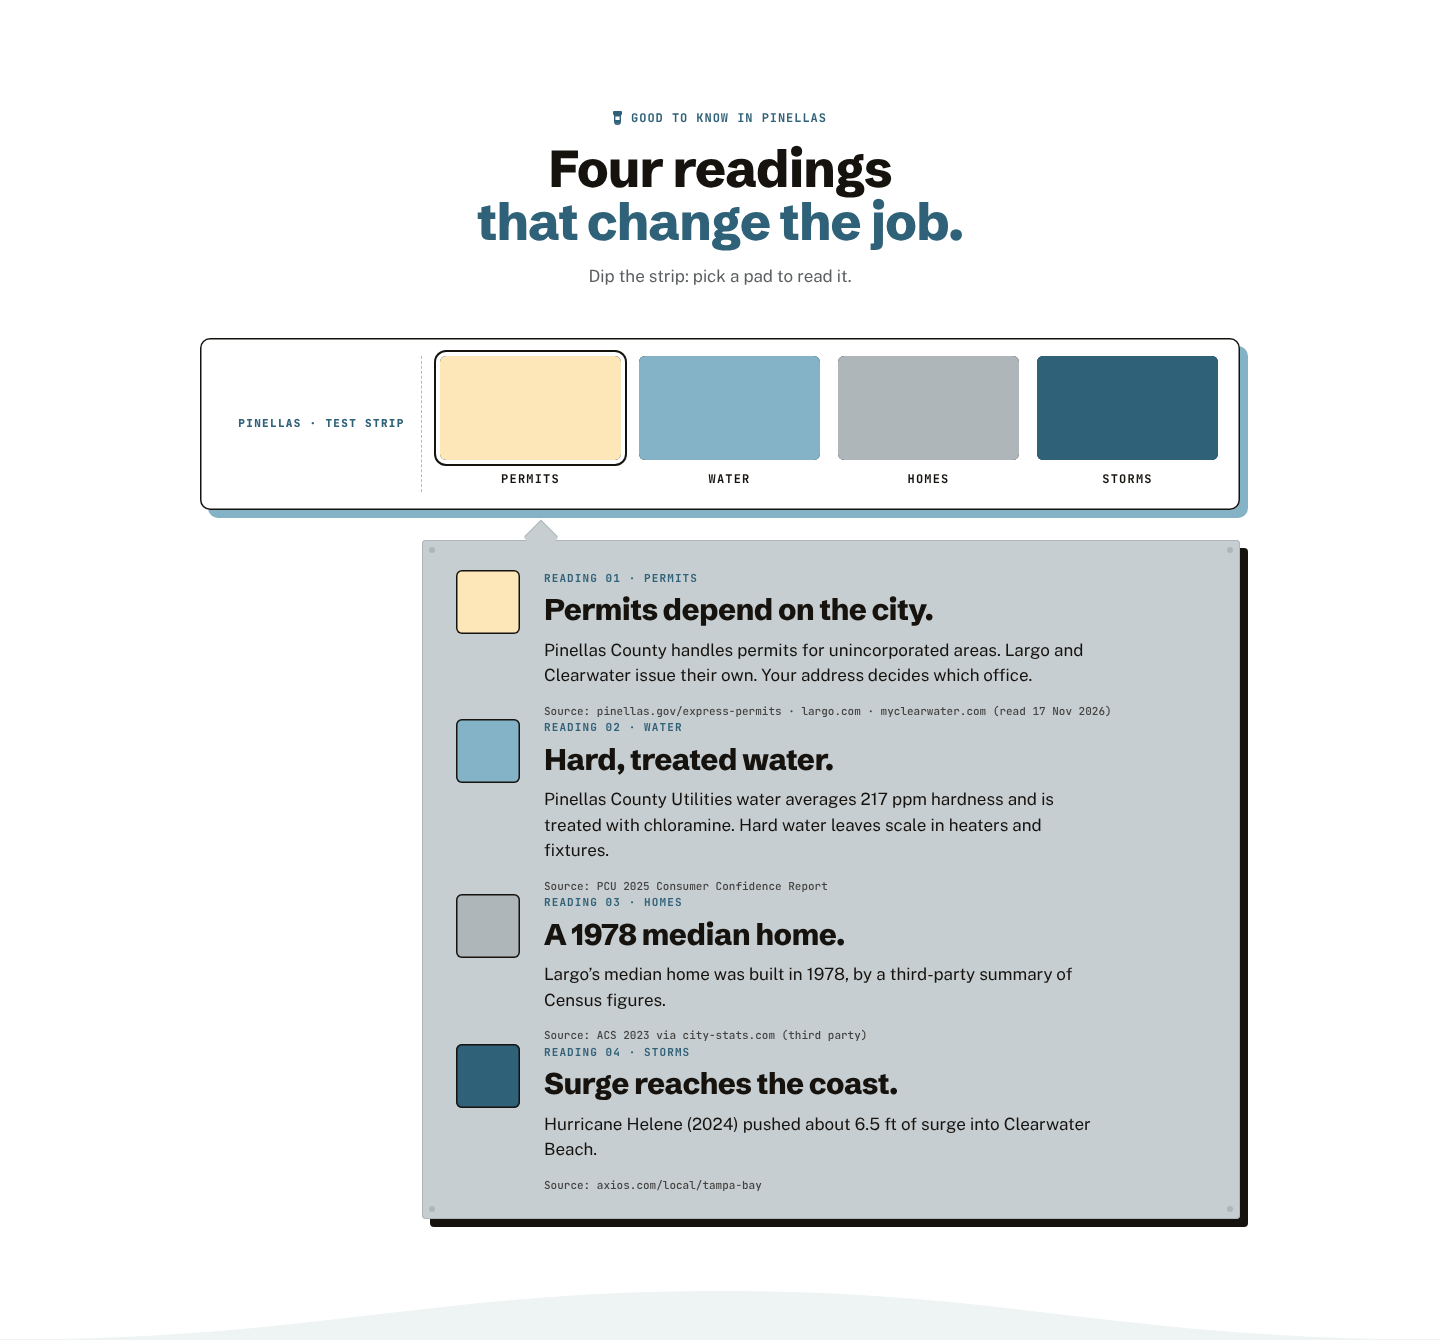 GOOD TO KNOW IN PINELLAS
Four readings
that change the job.
Dip the strip: pick a pad to read it.
PINELLAS · TEST STRIP
PERMITS
WATER
HOMES
STORMS
READING 01 · PERMITS
Permits depend on the city.
Pinellas County handles permits for unincorporated areas. Largo and
Clearwater issue their own. Your address decides which office.
Source: pinellas.gov/express-permits · largo.com · myclearwater.com (read 17 Nov 2026)
READING 02 · WATER
Hard, treated water.
Pinellas County Utilities water averages 217 ppm hardness and is
treated with chloramine. Hard water leaves scale in heaters and
fixtures.
Source: PCU 2025 Consumer Confidence Report
READING 03 · HOMES
A 1978 median home.
Largo’s median home was built in 1978, by a third-party summary of
Census figures.
Source: ACS 2023 via city-stats.com (third party)
READING 04 · STORMS
Surge reaches the coast.
Hurricane Helene (2024) pushed about 6.5 ft of surge into Clearwater
Beach.
Source: axios.com/local/tampa-bay